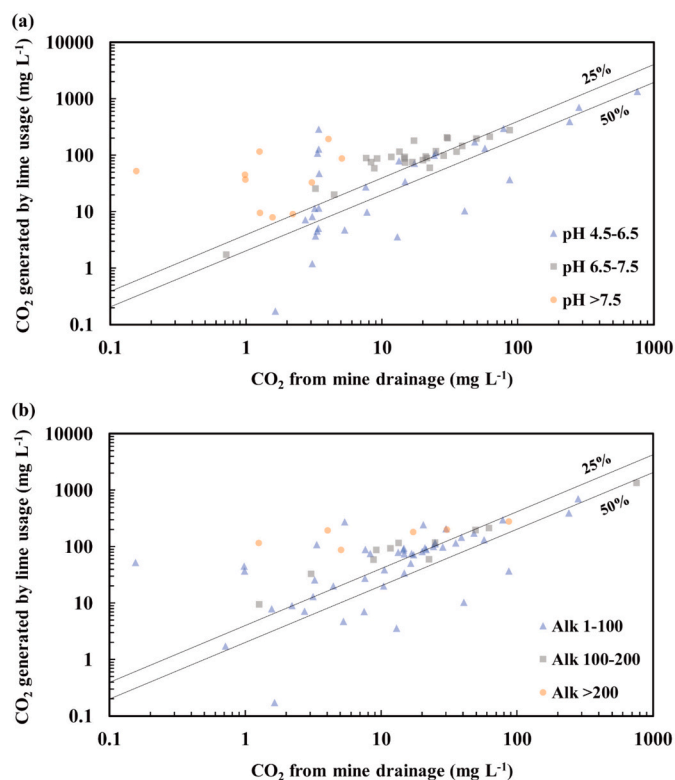 (a)
10000
1000
100
10
1
0.1
0.1
1
10
100
1000
CO₂ generated by lime usage (mg L⁻¹)
CO₂ from mine drainage (mg L⁻¹)
25%
50%
pH 4.5-6.5
pH 6.5-7.5
pH >7.5
(b)
10000
1000
100
10
1
0.1
0.1
1
10
100
1000
CO₂ generated by lime usage (mg L⁻¹)
CO₂ from mine drainage (mg L⁻¹)
25%
50%
Alk 1-100
Alk 100-200
Alk >200